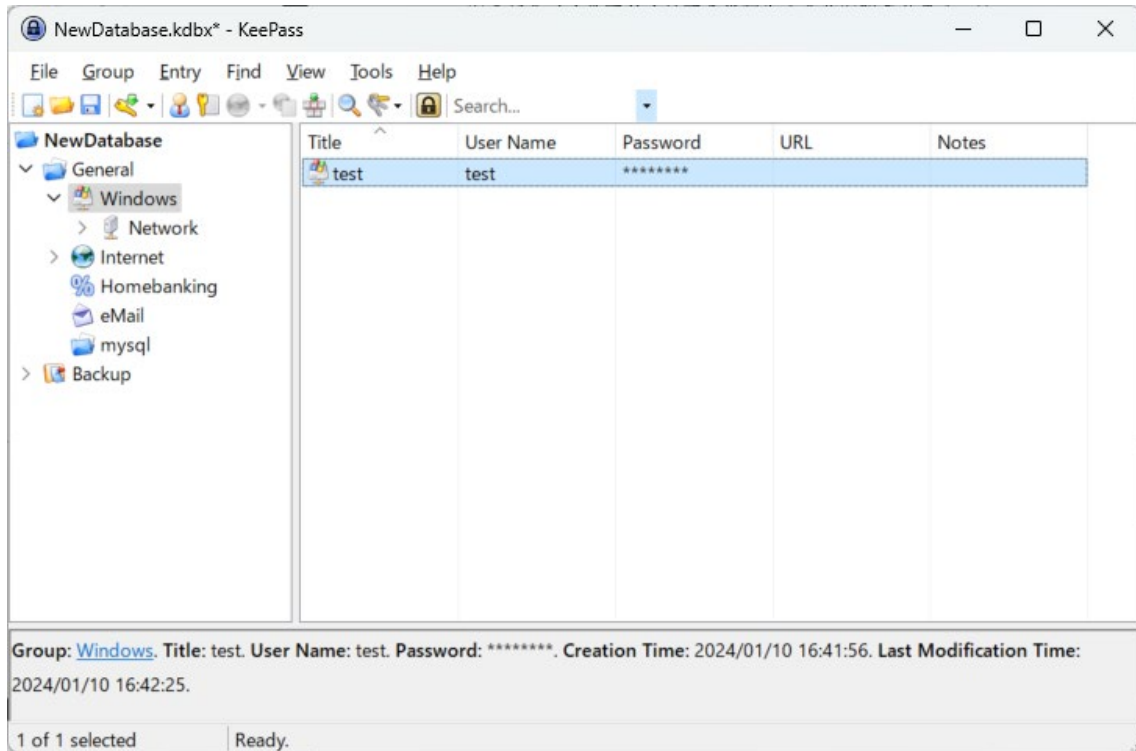 NewDatabase.kdbx* - KeePass
File Group Entry Find View Tools Help
Search...
NewDatabase
General
Windows
Network
Internet
Homebanking
eMail
mysql
Backup
Title User Name Password URL Notes
test test ********
Group: Windows. Title: test. User Name: test. Password: ********. Creation Time: 2024/01/10 16:41:56. Last Modification Time:
2024/01/10 16:42:25.
1 of 1 selected Ready.